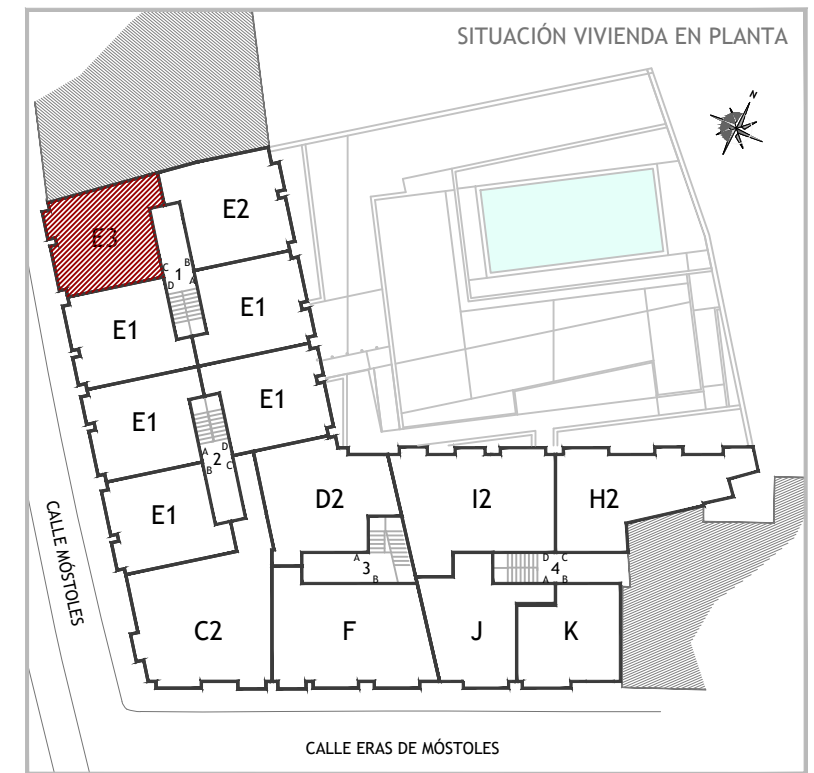 SITUACIÓN VIVIENDA EN PLANTA
N
E2
E3
C
B
1
D
A
E1
E1
E1
E1
A
D
2
B
C
E1
D2
I2
H2
A
3
B
D
C
4
A
B
C2
F
J
K
CALLE MÓSTOLES
CALLE ERAS DE MÓSTOLES